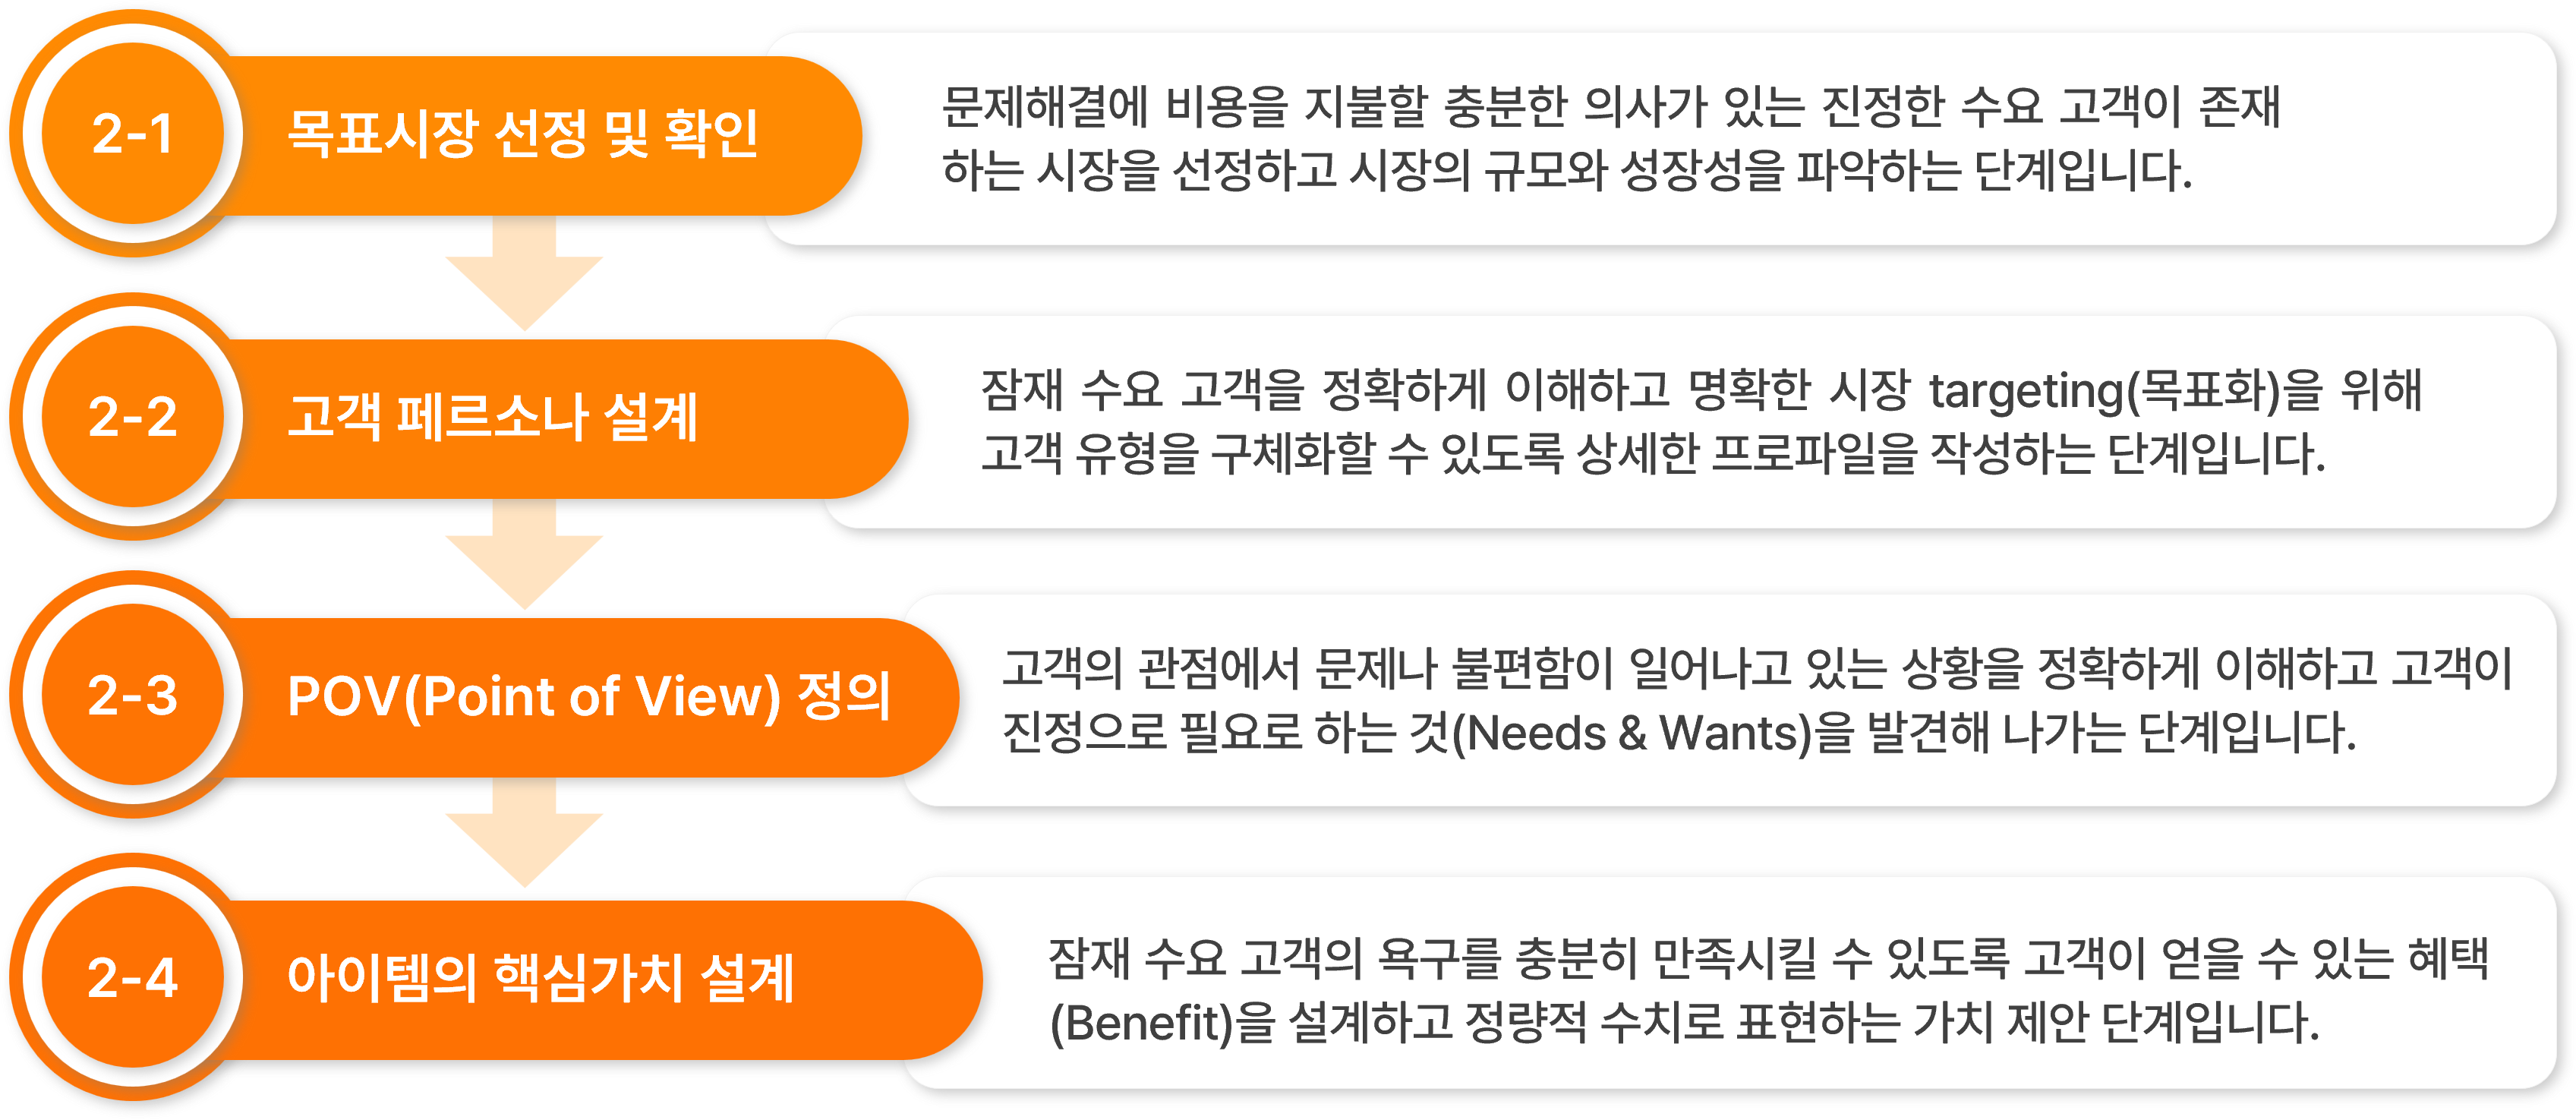 2-1
목표시장 선정 및 확인
문제해결에 비용을 지불할 충분한 의사가 있는 진정한 수요 고객이 존재
하는 시장을 선정하고 시장의 규모와 성장성을 파악하는 단계입니다.
2-2
고객 페르소나 설계
잠재 수요 고객을 정확하게 이해하고 명확한 시장 targeting(목표화)을 위해
고객 유형을 구체화할 수 있도록 상세한 프로파일을 작성하는 단계입니다.
2-3
POV(Point of View) 정의
고객의 관점에서 문제나 불편함이 일어나고 있는 상황을 정확하게 이해하고 고객이
진정으로 필요로 하는 것(Needs & Wants)을 발견해 나가는 단계입니다.
2-4
아이템의 핵심가치 설계
잠재 수요 고객의 욕구를 충분히 만족시킬 수 있도록 고객이 얻을 수 있는 혜택
(Benefit)을 설계하고 정량적 수치로 표현하는 가치 제안 단계입니다.